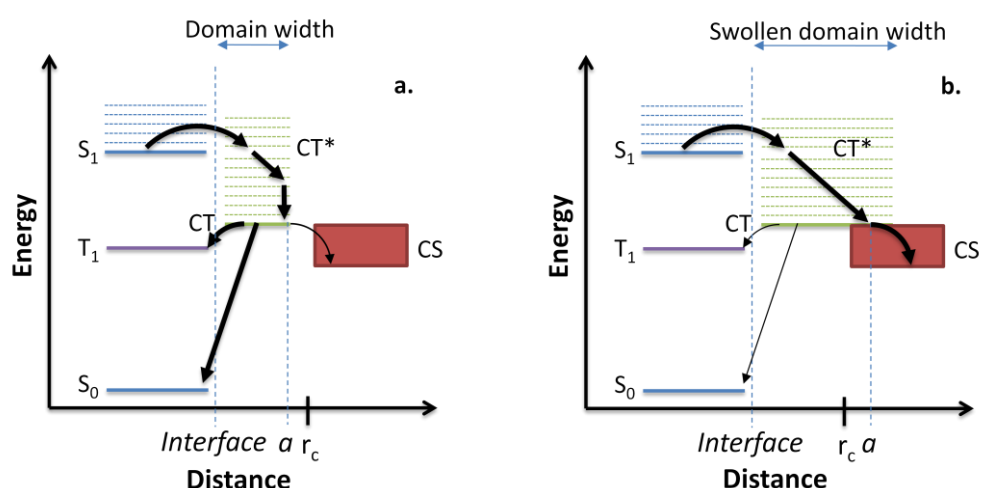 Domain width
a.
S1
CT*
CT
T1
CS
S0
Energy
Interface a rc
Distance
Swollen domain width
b.
S1
CT*
CT
T1
CS
S0
Energy
Interface rc a
Distance